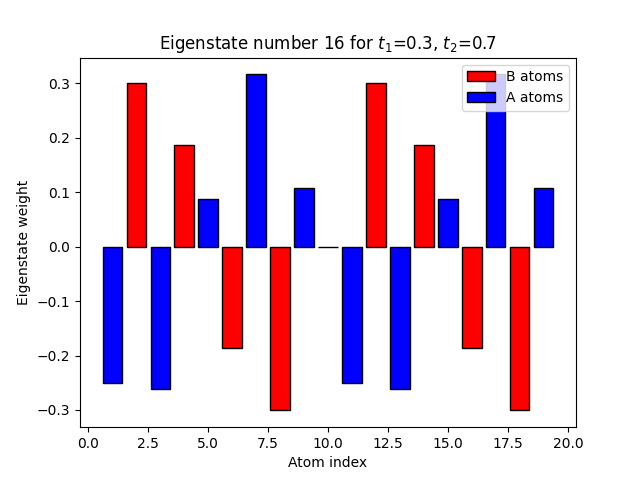 Eigenstate number 16 for $t_1$=0.3, $t_2$=0.7
B atoms
A atoms
Eigenstate weight
0.3
0.2
0.1
0.0
−0.1
−0.2
−0.3
0.0 2.5 5.0 7.5 10.0 12.5 15.0 17.5 20.0
Atom index